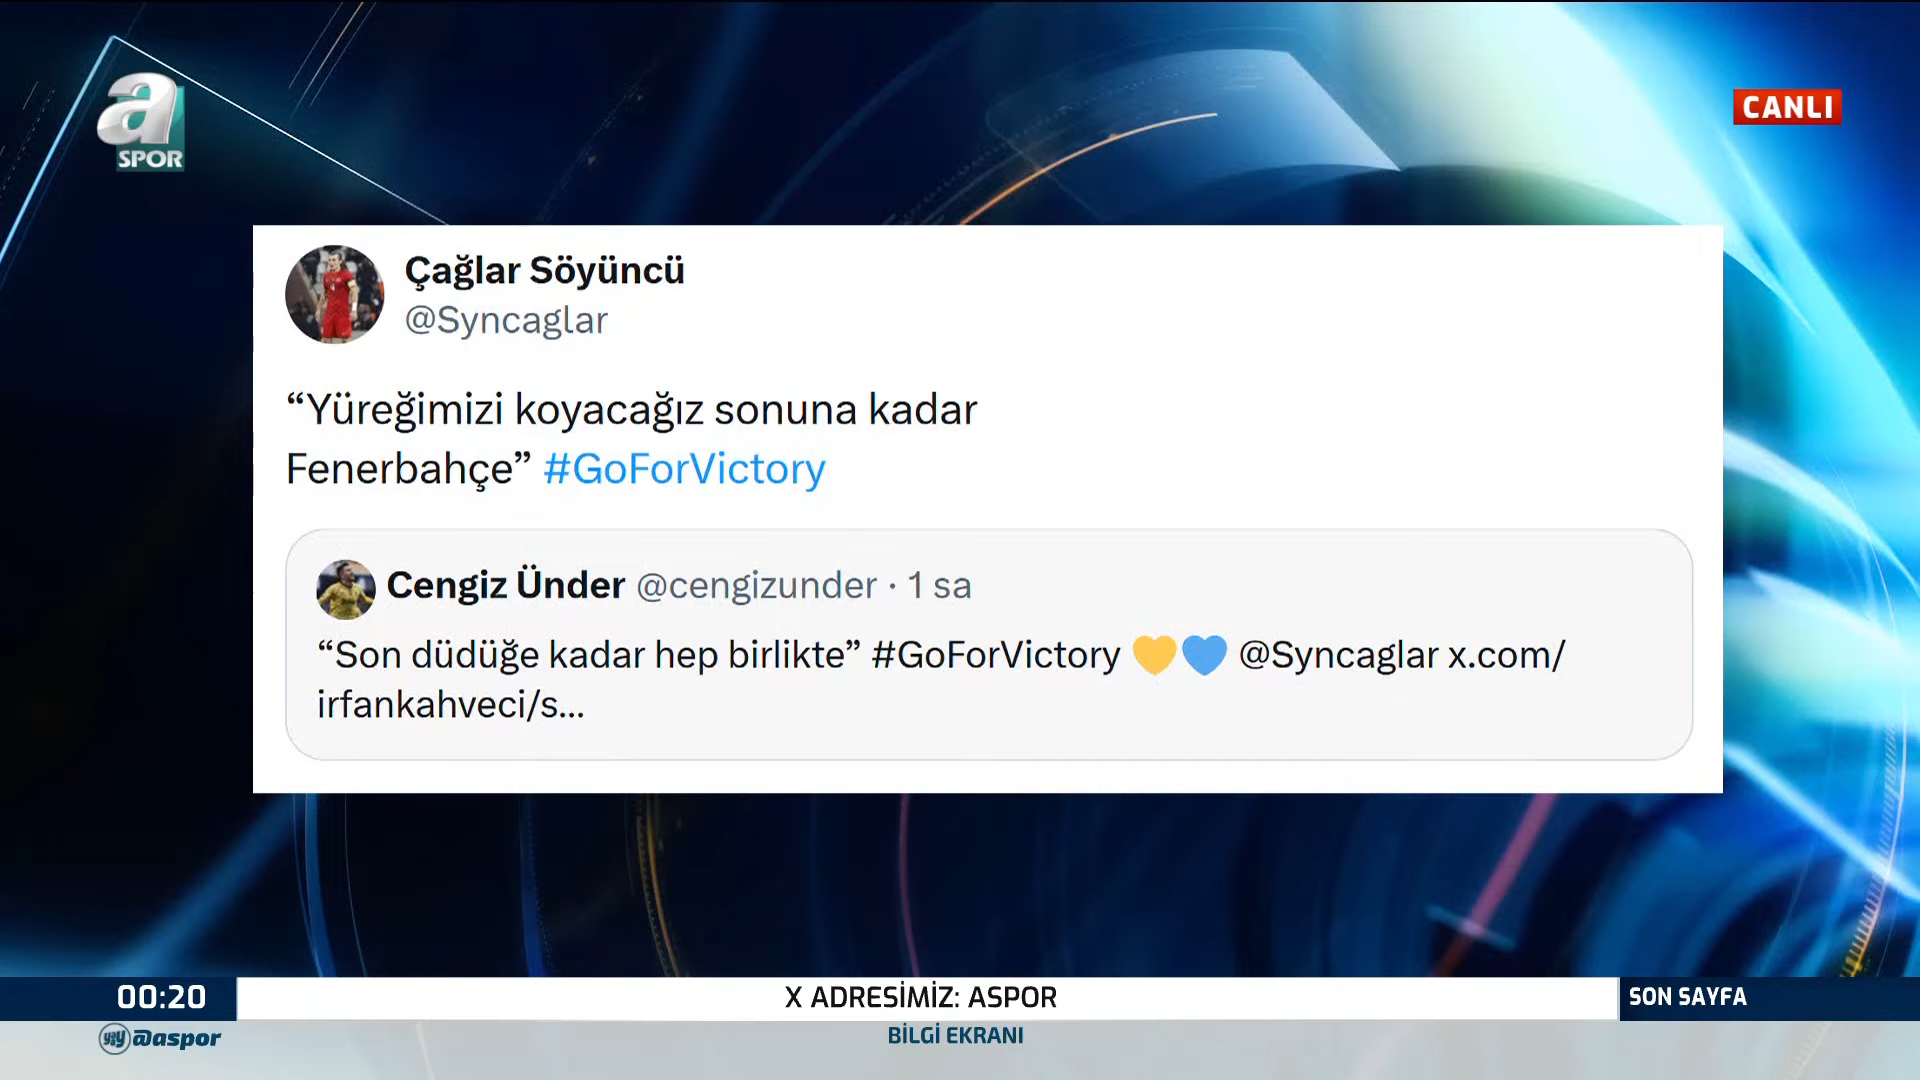 a
SPOR
CANLI
Çağlar Söyüncü
@Syncaglar
“Yüreğimizi koyacağız sonuna kadar
Fenerbahçe” #GoForVictory
Cengiz Ünder @cengizunder · 1 sa
“Son düdüğe kadar hep birlikte” #GoForVictory 💛💙 @Syncaglar x.com/
irfankahveci/s...
00:20
X ADRESİMİZ: ASPOR
SON SAYFA
@aspor
BİLGİ EKRANI